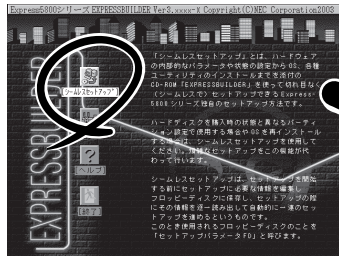 Express5800シリーズ EXPRESSBUILDER Ver3.xxxx-X Copyright(C)NEC Corporation2003
EXPRESSBUILDER
[シームレスセットアップ]
?
[ヘルプ]
[終了]
「シームレスセットアップ」とは、ハードウェア
の内部的なパラメータや状態の設定から OS、各種
ユーティリティのインストールまでを添付の
CD-ROM「EXPRESSBUILDER」を使って切れ目なく
(シームレスで)セットアップできるExpress-
5800 シリーズ独自のセットアップ方法です。
ハードディスクを購入時の状態と異なるパーティ
ション設定で使用する場合や OS を再インストール
する場合は、シームレスセットアップを使用して
ください。煩雑なセットアップをこの機能が代
わって行います。
シームレスセットアップは、セットアップを開始
する前にセットアップに必要な情報を編集し
フロッピーディスクに保存し、セットアップの際
にその情報を逐一読み出して自動的に一連のセッ
トアップを進めるというものです。
このとき使用されるフロッピーディスクのことを
「セットアップパラメータFD」と呼びます。